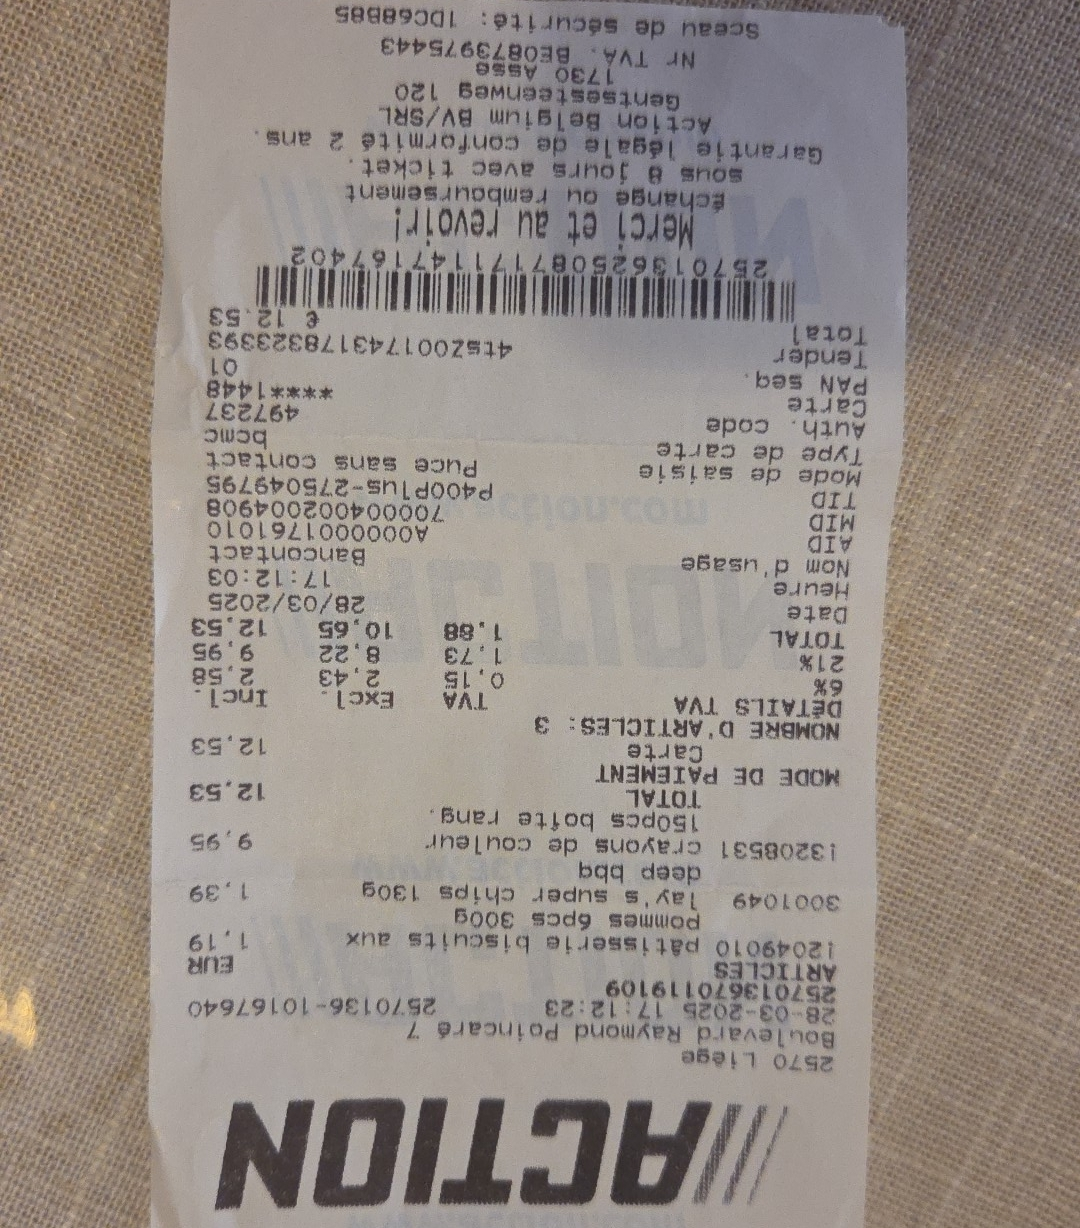 ACTION
2570 Liège
Boulevard Raymond Poincaré 7
28-03-2025 17:12:23 2570136-10167640
2570136701191​09
ARTICLES EUR
!2049010 pâtisserie biscuits aux 1,19
pommes 6pcs 300g
3001049 lay's super chips 130g 1,39
deep bbq
!3208531 crayons de couleur 9,95
150pcs boîte rang.
TOTAL 12,53
MODE DE PAIEMENT
Carte 12,53
NOMBRE D'ARTICLES: 3
DÉTAILS TVA TVA Excl. Incl.
6% 0,15 2,43 2,58
21% 1,73 8,22 9,95
TOTAL 1,88 10,65 12,53
Date 28/03/2025
Heure 17:12:03
Nom d'usage Bancontact
AID A0000001761010
MID 700004002004908
TID P400Plus-275049795
Mode de saisie Puce sans contact
Type de carte bcmc
Auth. code 497237
Carte ****1448
PAN seq. 01
Tender 4tsZ001743178323393
Total € 12.53
257013625087171147167402
Merci et au revoir!
Échange ou remboursement
sous 8 jours avec ticket.
Garantie légale de conformité 2 ans.
Action Belgium BV/SRL
Gentsesteenweg 120
1730 Asse
Nr TVA. BE0873975443
Sceau de sécurité: 1DC68B85